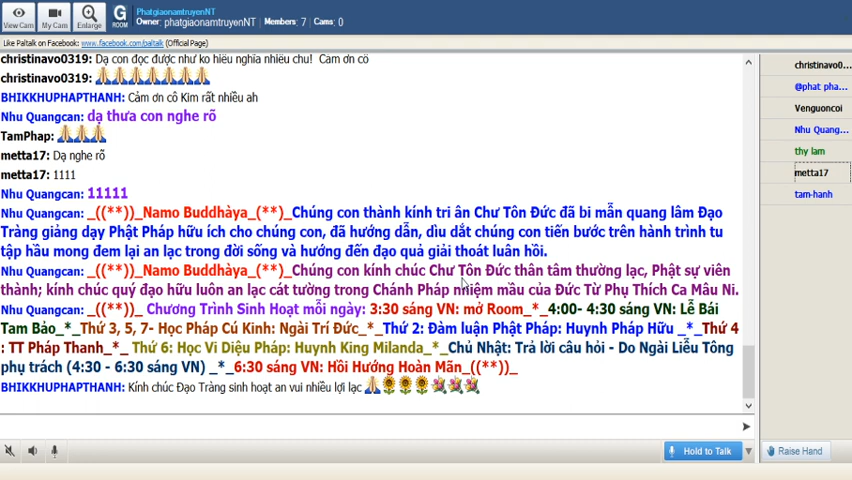 View Cam
My Cam
Enlarge
G
ROOM
PhatgiaonamtruyenNT
Owner: phatgiaonamtruyenNT Members: 7 Cams: 0
Like Paltalk on Facebook: www.facebook.com/paltalk (Official Page)
christinavo0319: Dạ con đọc được như ko hiểu nghĩa nhiều chu! Cam ơn cô
christinavo0319:
BHIKKHUPHAPTHANH: Cảm ơn cô Kim rất nhiều ah
Nhu Quangcan: dạ thưa con nghe rõ
TamPhap:
metta17: Dạ nghe rõ
metta17: 1111
Nhu Quangcan: 11111
Nhu Quangcan: _((**))_Namo Buddhàya_(**)_Chúng con thành kính tri ân Chư Tôn Đức đã bi mẫn quang lâm Đạo
Tràng giảng dạy Phật Pháp hữu ích cho chúng con, đã hướng dẫn, dìu dắt chúng con tiến bước trên hành trình tu
tập hầu mong đem lại an lạc trong đời sống và hướng đến đạo quả giải thoát luân hồi.
Nhu Quangcan: _((**))_Namo Buddhàya_(**)_Chúng con kính chúc Chư Tôn Đức thân tâm thường lạc, Phật sự viên
thành; kính chúc quý đạo hữu luôn an lạc cát tường trong Chánh Pháp nhiệm mầu của Đức Từ Phụ Thích Ca Mâu Ni.
Nhu Quangcan: _((**))_ Chương Trình Sinh Hoạt mỗi ngày: 3:30 sáng VN: mở Room_*_4:00- 4:30 sáng VN: Lễ Bái
Tam Bảo_*_Thứ 3, 5, 7- Học Pháp Cú Kinh: Ngài Trí Đức_*_Thứ 2: Đàm luận Phật Pháp: Huynh Pháp Hữu _*_Thứ 4
: TT Pháp Thanh_*_ Thứ 6: Học Vi Diệu Pháp: Huynh King Milanda_*_Chủ Nhật: Trả lời câu hỏi - Do Ngài Liễu Tông
phụ trách (4:30 - 6:30 sáng VN) _*_6:30 sáng VN: Hồi Hướng Hoàn Mãn_((**))_
BHIKKHUPHAPTHANH: Kính chúc Đạo Tràng sinh hoạt an vui nhiều lợi lạc
christinavo0...
@phat pha...
Venguoncoi
Nhu Quang...
thy lam
metta17
tam-hanh
Hold to Talk
Raise Hand